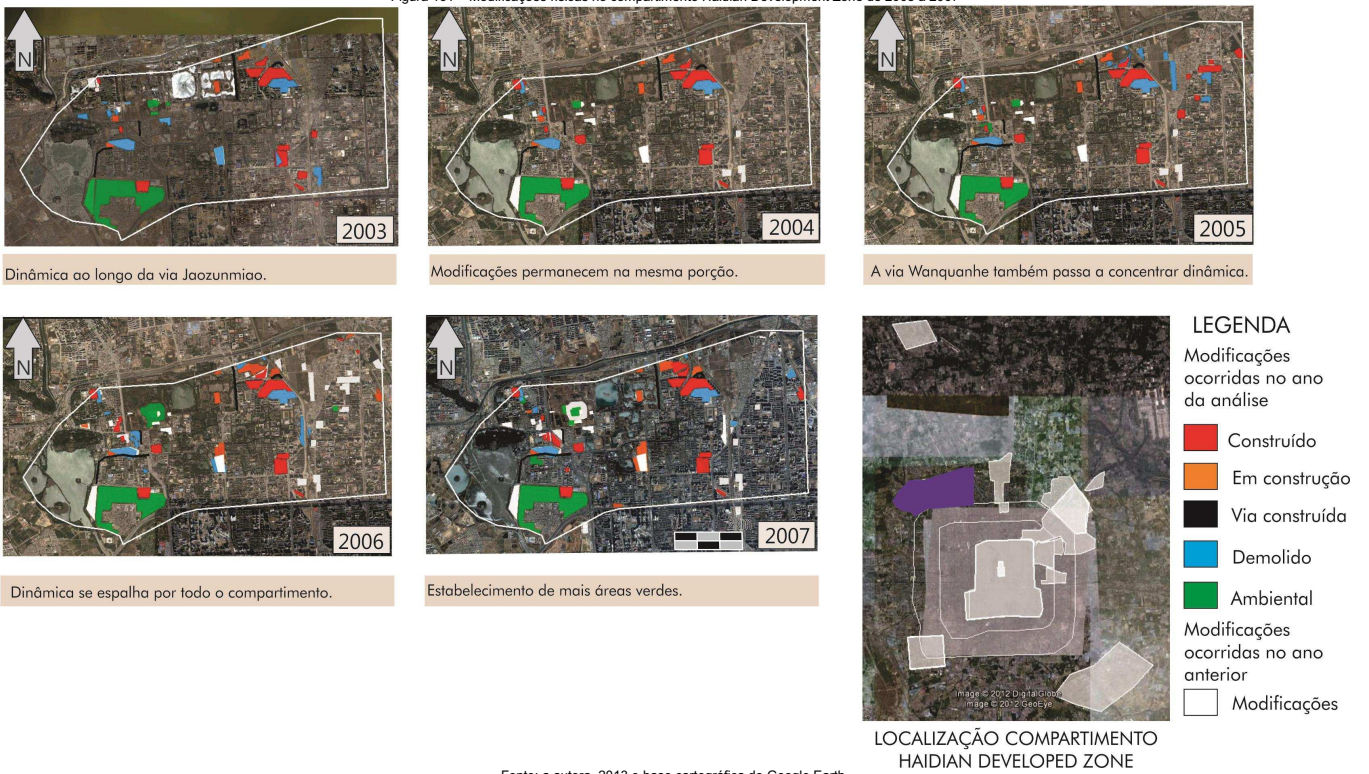 N
2003
Dinâmica ao longo da via Jaozunmiao.
N
2004
Modificações permanecem na mesma porção.
N
2005
A via Wanquanhe também passa a concentrar dinâmica.
N
2006
Dinâmica se espalha por todo o compartimento.
N
2007
Estabelecimento de mais áreas verdes.
Image © 2012 DigitalGlobe
Image © 2012 GeoEye
LOCALIZAÇÃO COMPARTIMENTO
HAIDIAN DEVELOPED ZONE
LEGENDA
Modificações
ocorridas no ano
da análise
Construído
Em construção
Via construída
Demolido
Ambiental
Modificações
ocorridas no ano
anterior
Modificações